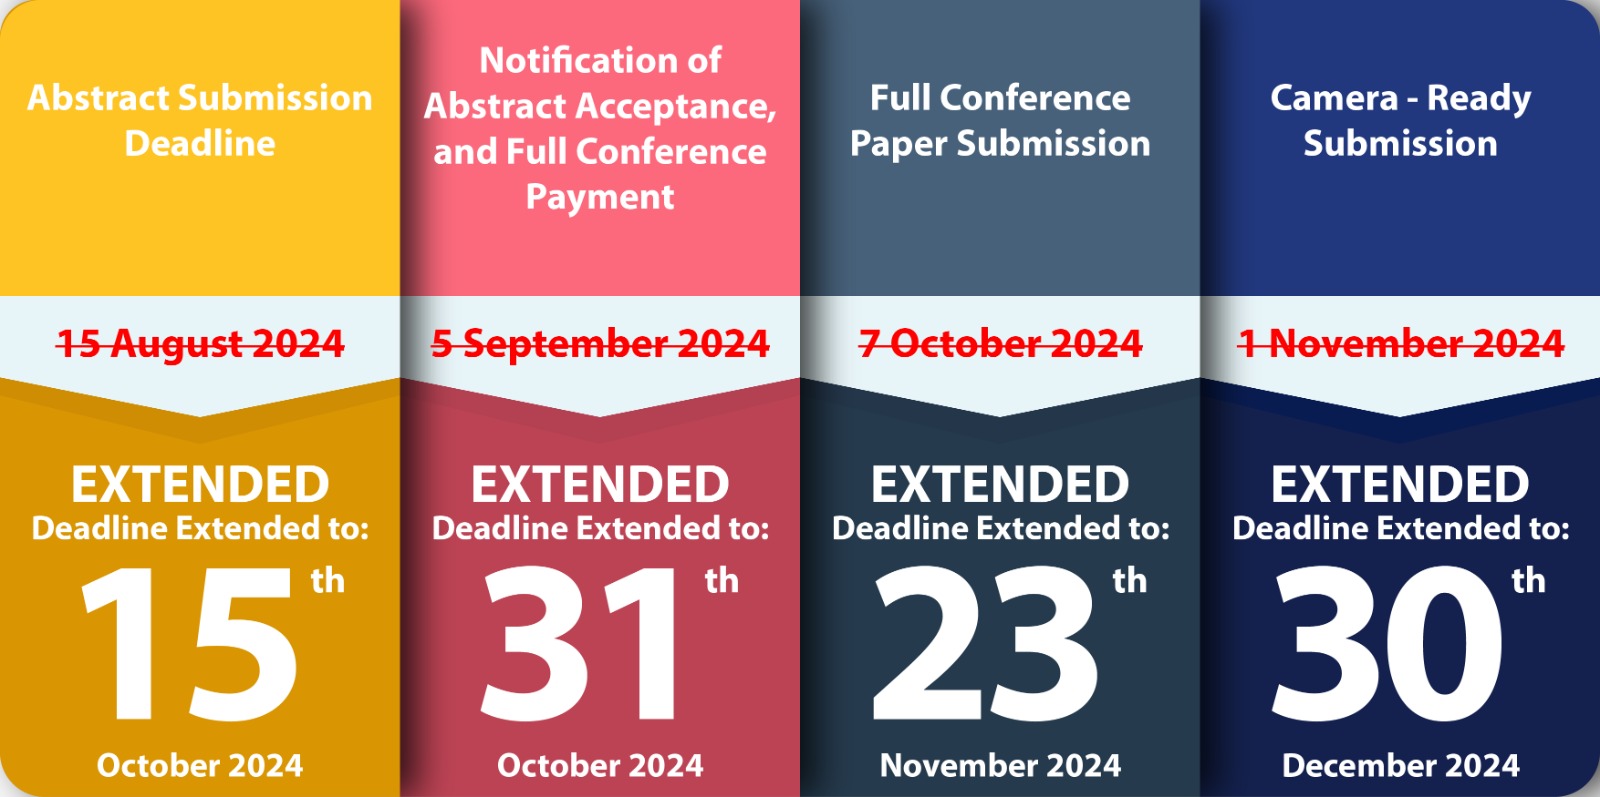 Abstract Submission
Deadline
15 August 2024
EXTENDED
Deadline Extended to:
15th
October 2024
Notification of
Abstract Acceptance,
and Full Conference
Payment
5 September 2024
EXTENDED
Deadline Extended to:
31th
October 2024
Full Conference
Paper Submission
7 October 2024
EXTENDED
Deadline Extended to:
23th
November 2024
Camera - Ready
Submission
1 November 2024
EXTENDED
Deadline Extended to:
30th
December 2024